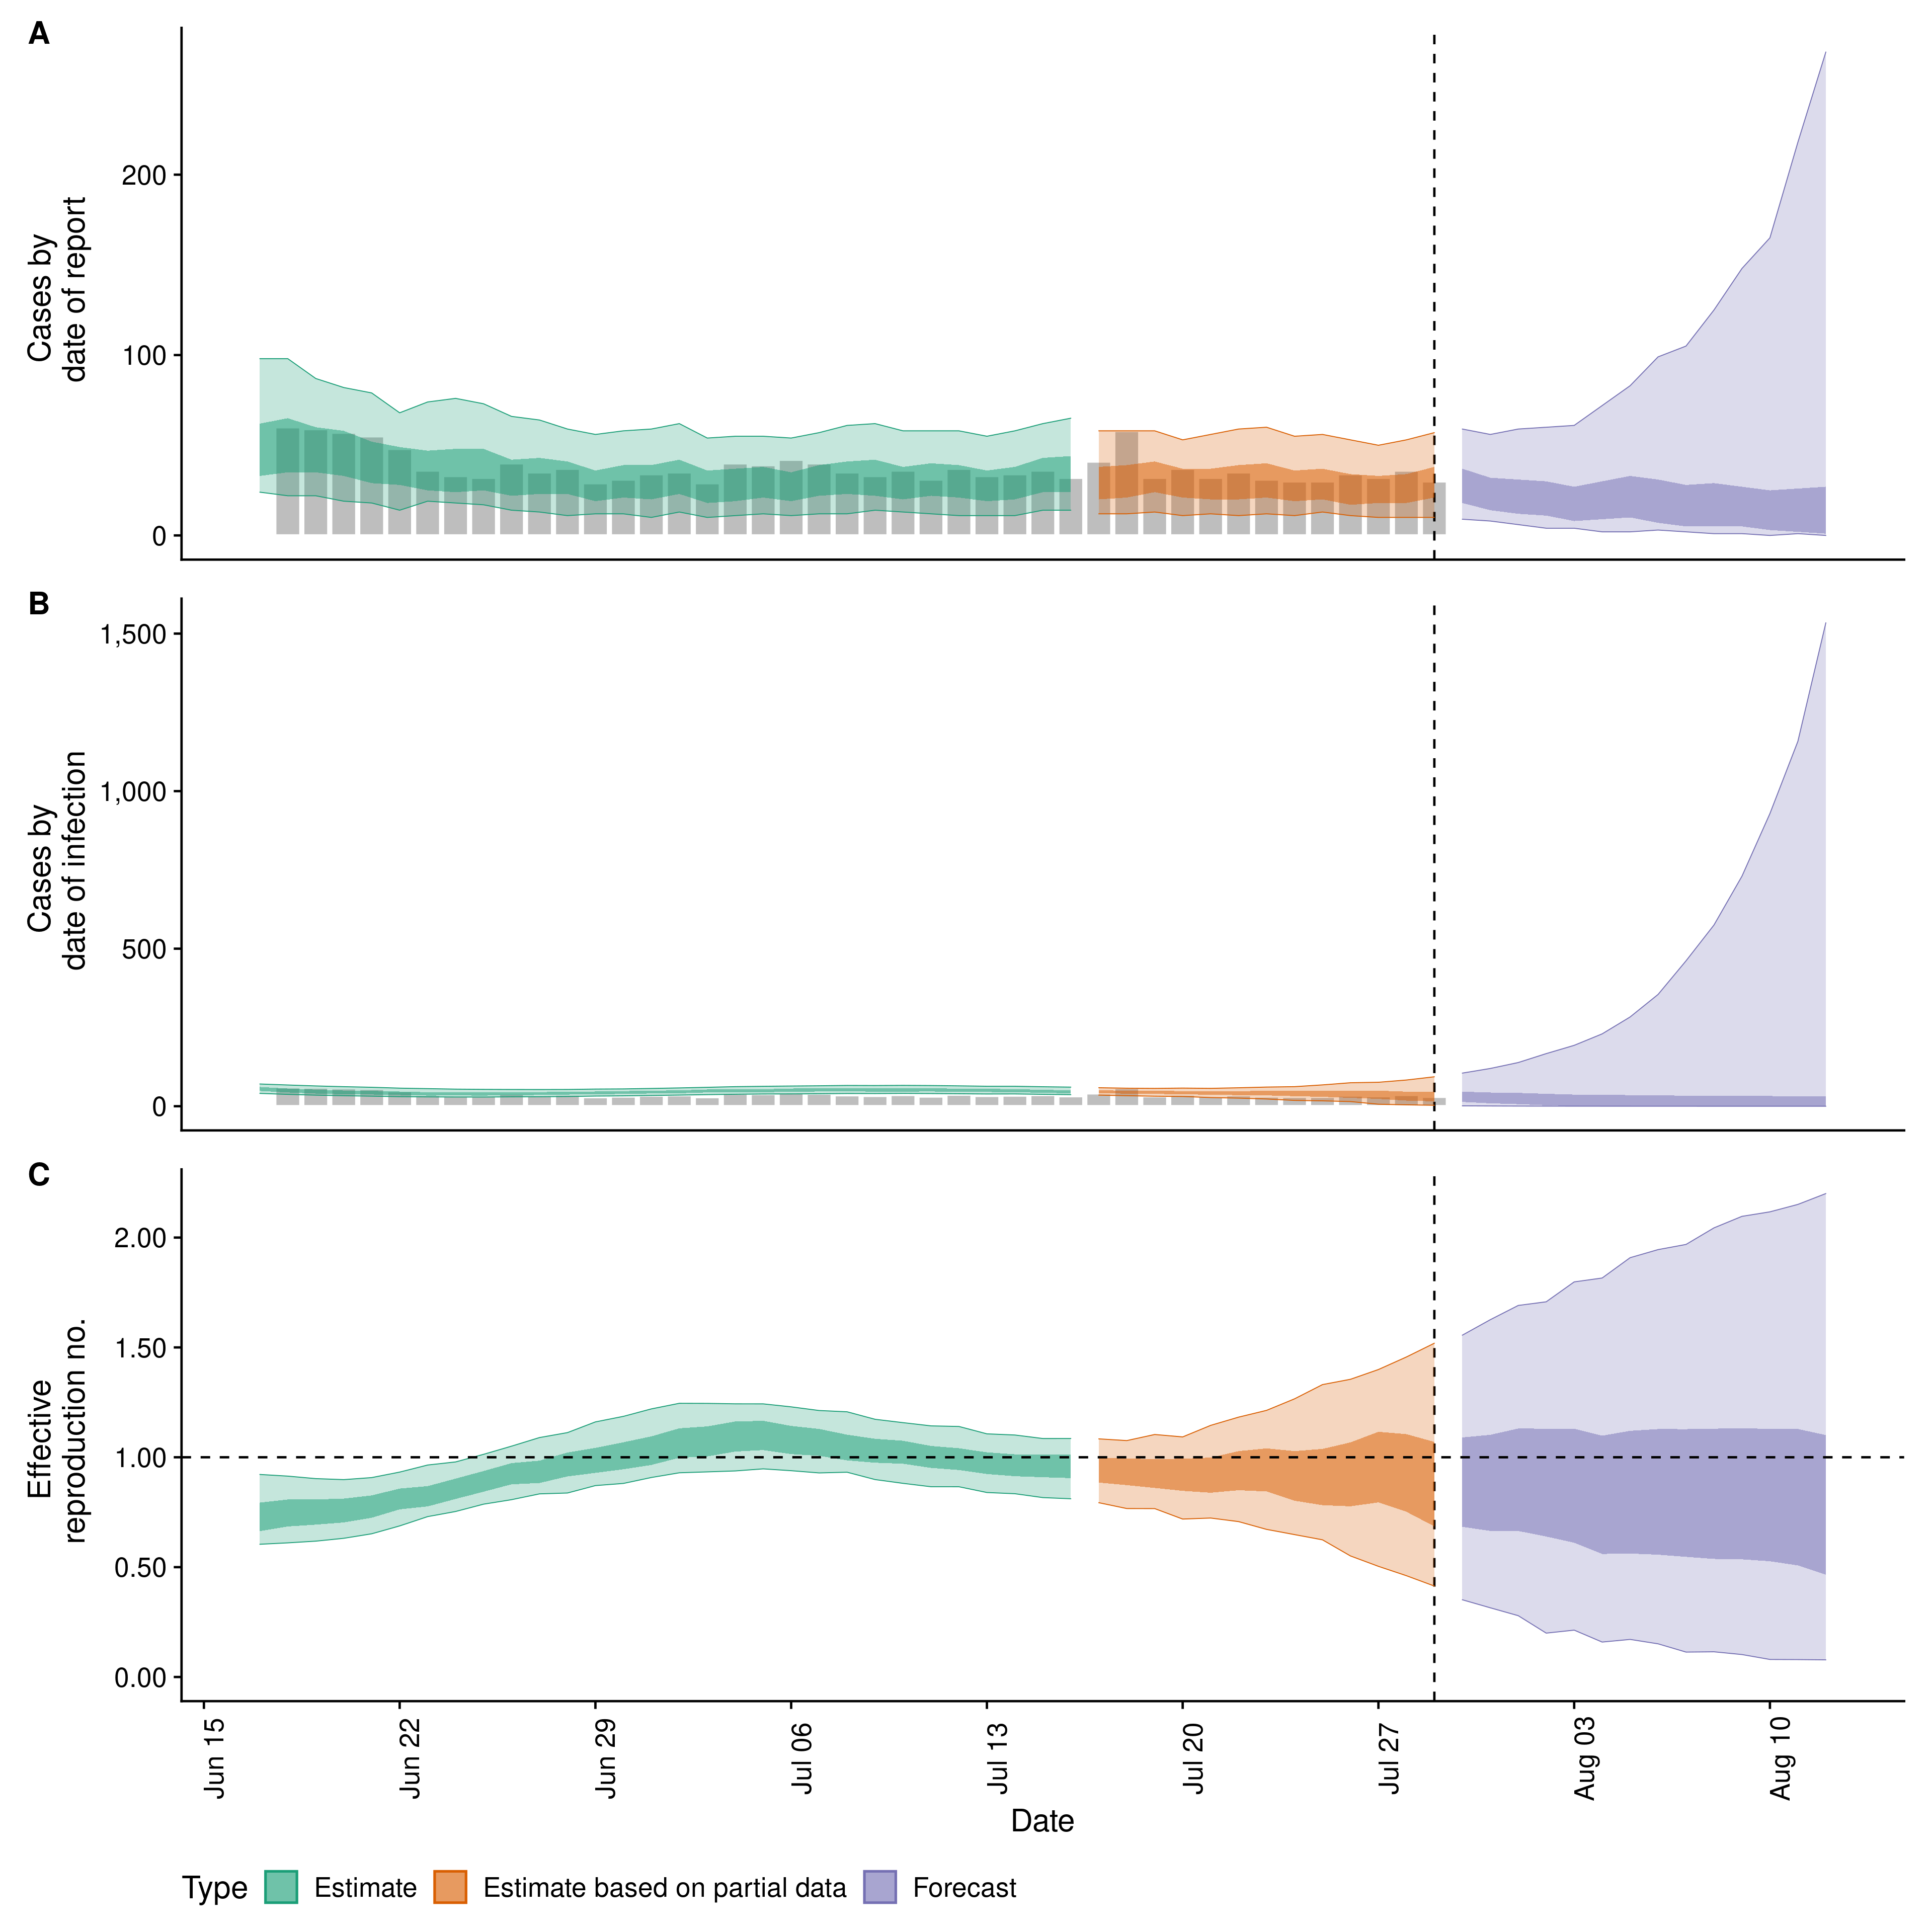 A
Cases by
date of report
200
100
0
B
Cases by
date of infection
1,500
1,000
500
0
C
Effective
reproduction no.
2.00
1.50
1.00
0.50
0.00
Jun 15
Jun 22
Jun 29
Jul 06
Jul 13
Jul 20
Jul 27
Aug 03
Aug 10
Date
Type Estimate Estimate based on partial data Forecast